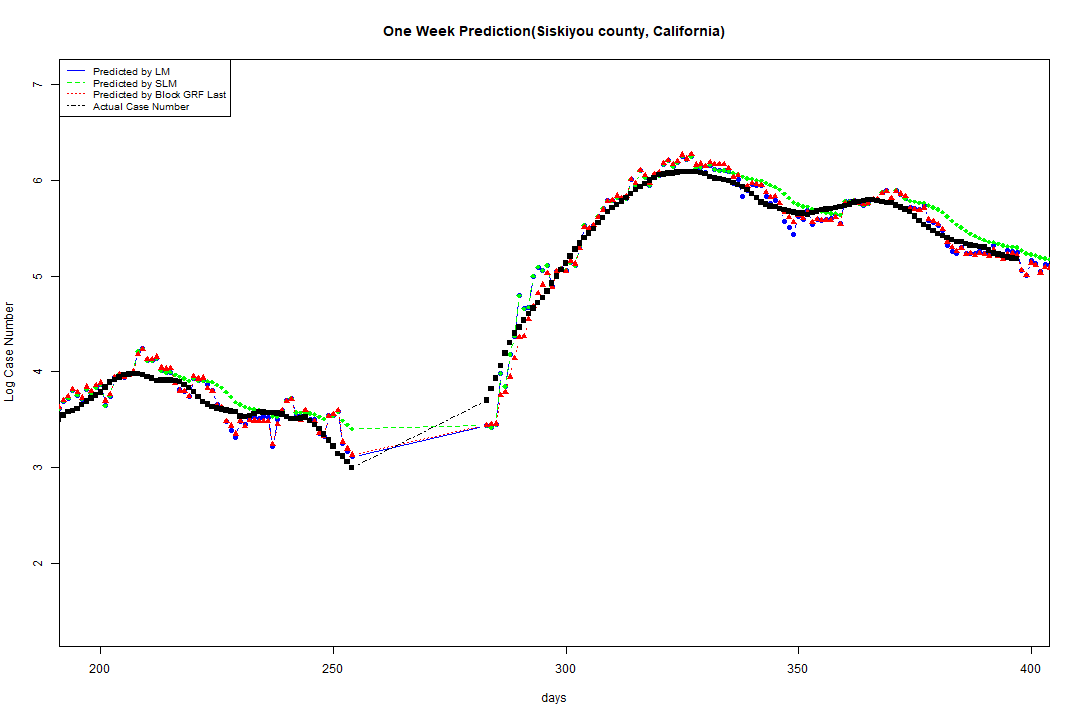 One Week Prediction(Siskiyou county, California)
Predicted by LM
Predicted by SLM
Predicted by Block GRF Last
Actual Case Number
Log Case Number
7
6
5
4
3
2
200
250
300
350
400
days